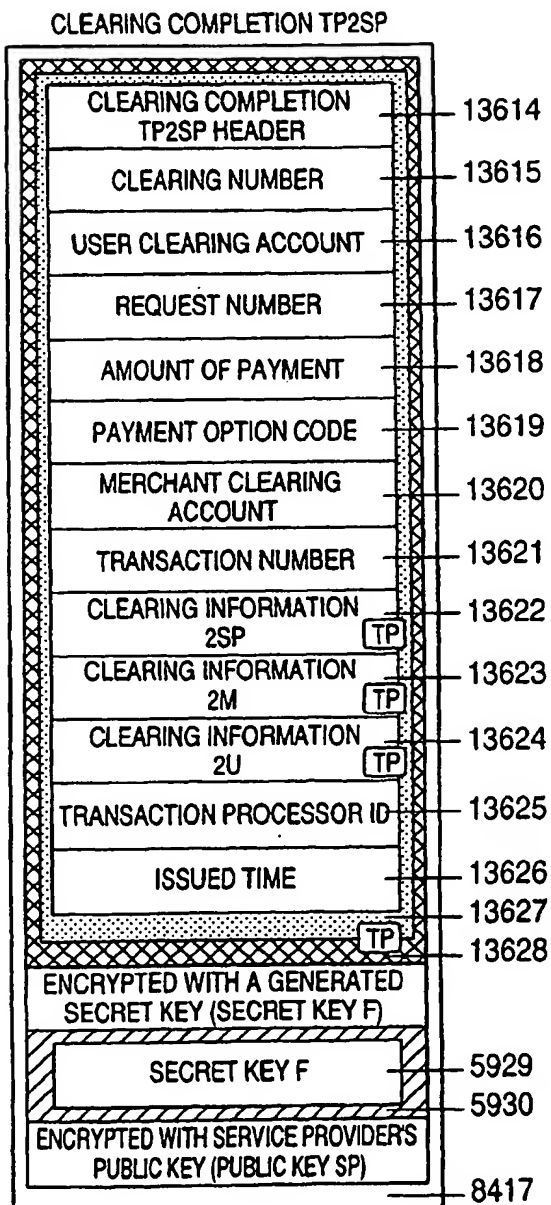 CLEARING COMPLETION TP2SP
CLEARING COMPLETION
TP2SP HEADER
13614
CLEARING NUMBER
13615
USER CLEARING ACCOUNT
13616
REQUEST NUMBER
13617
AMOUNT OF PAYMENT
13618
PAYMENT OPTION CODE
13619
MERCHANT CLEARING
ACCOUNT
13620
TRANSACTION NUMBER
13621
CLEARING INFORMATION
2SP
TP
13622
CLEARING INFORMATION
2M
TP
13623
CLEARING INFORMATION
2U
TP
13624
TRANSACTION PROCESSOR ID
13625
ISSUED TIME
13626
13627
TP
13628
ENCRYPTED WITH A GENERATED
SECRET KEY (SECRET KEY F)
SECRET KEY F
5929
5930
ENCRYPTED WITH SERVICE PROVIDER'S
PUBLIC KEY (PUBLIC KEY SP)
8417